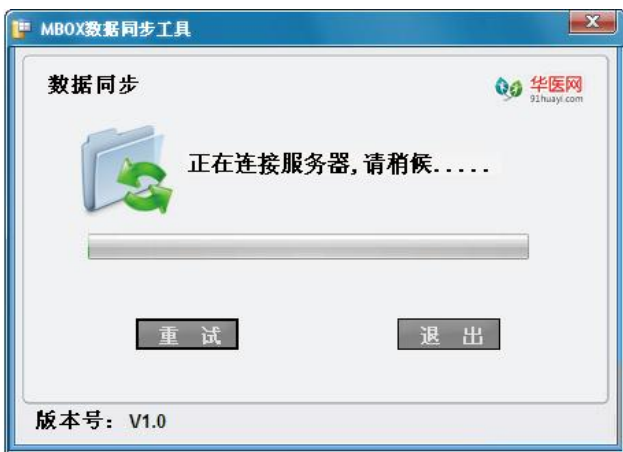 MBOX数据同步工具
数据同步
华医网
91huayi.com
正在连接服务器,请稍候.....
重 试
退 出
版本号： V1.0